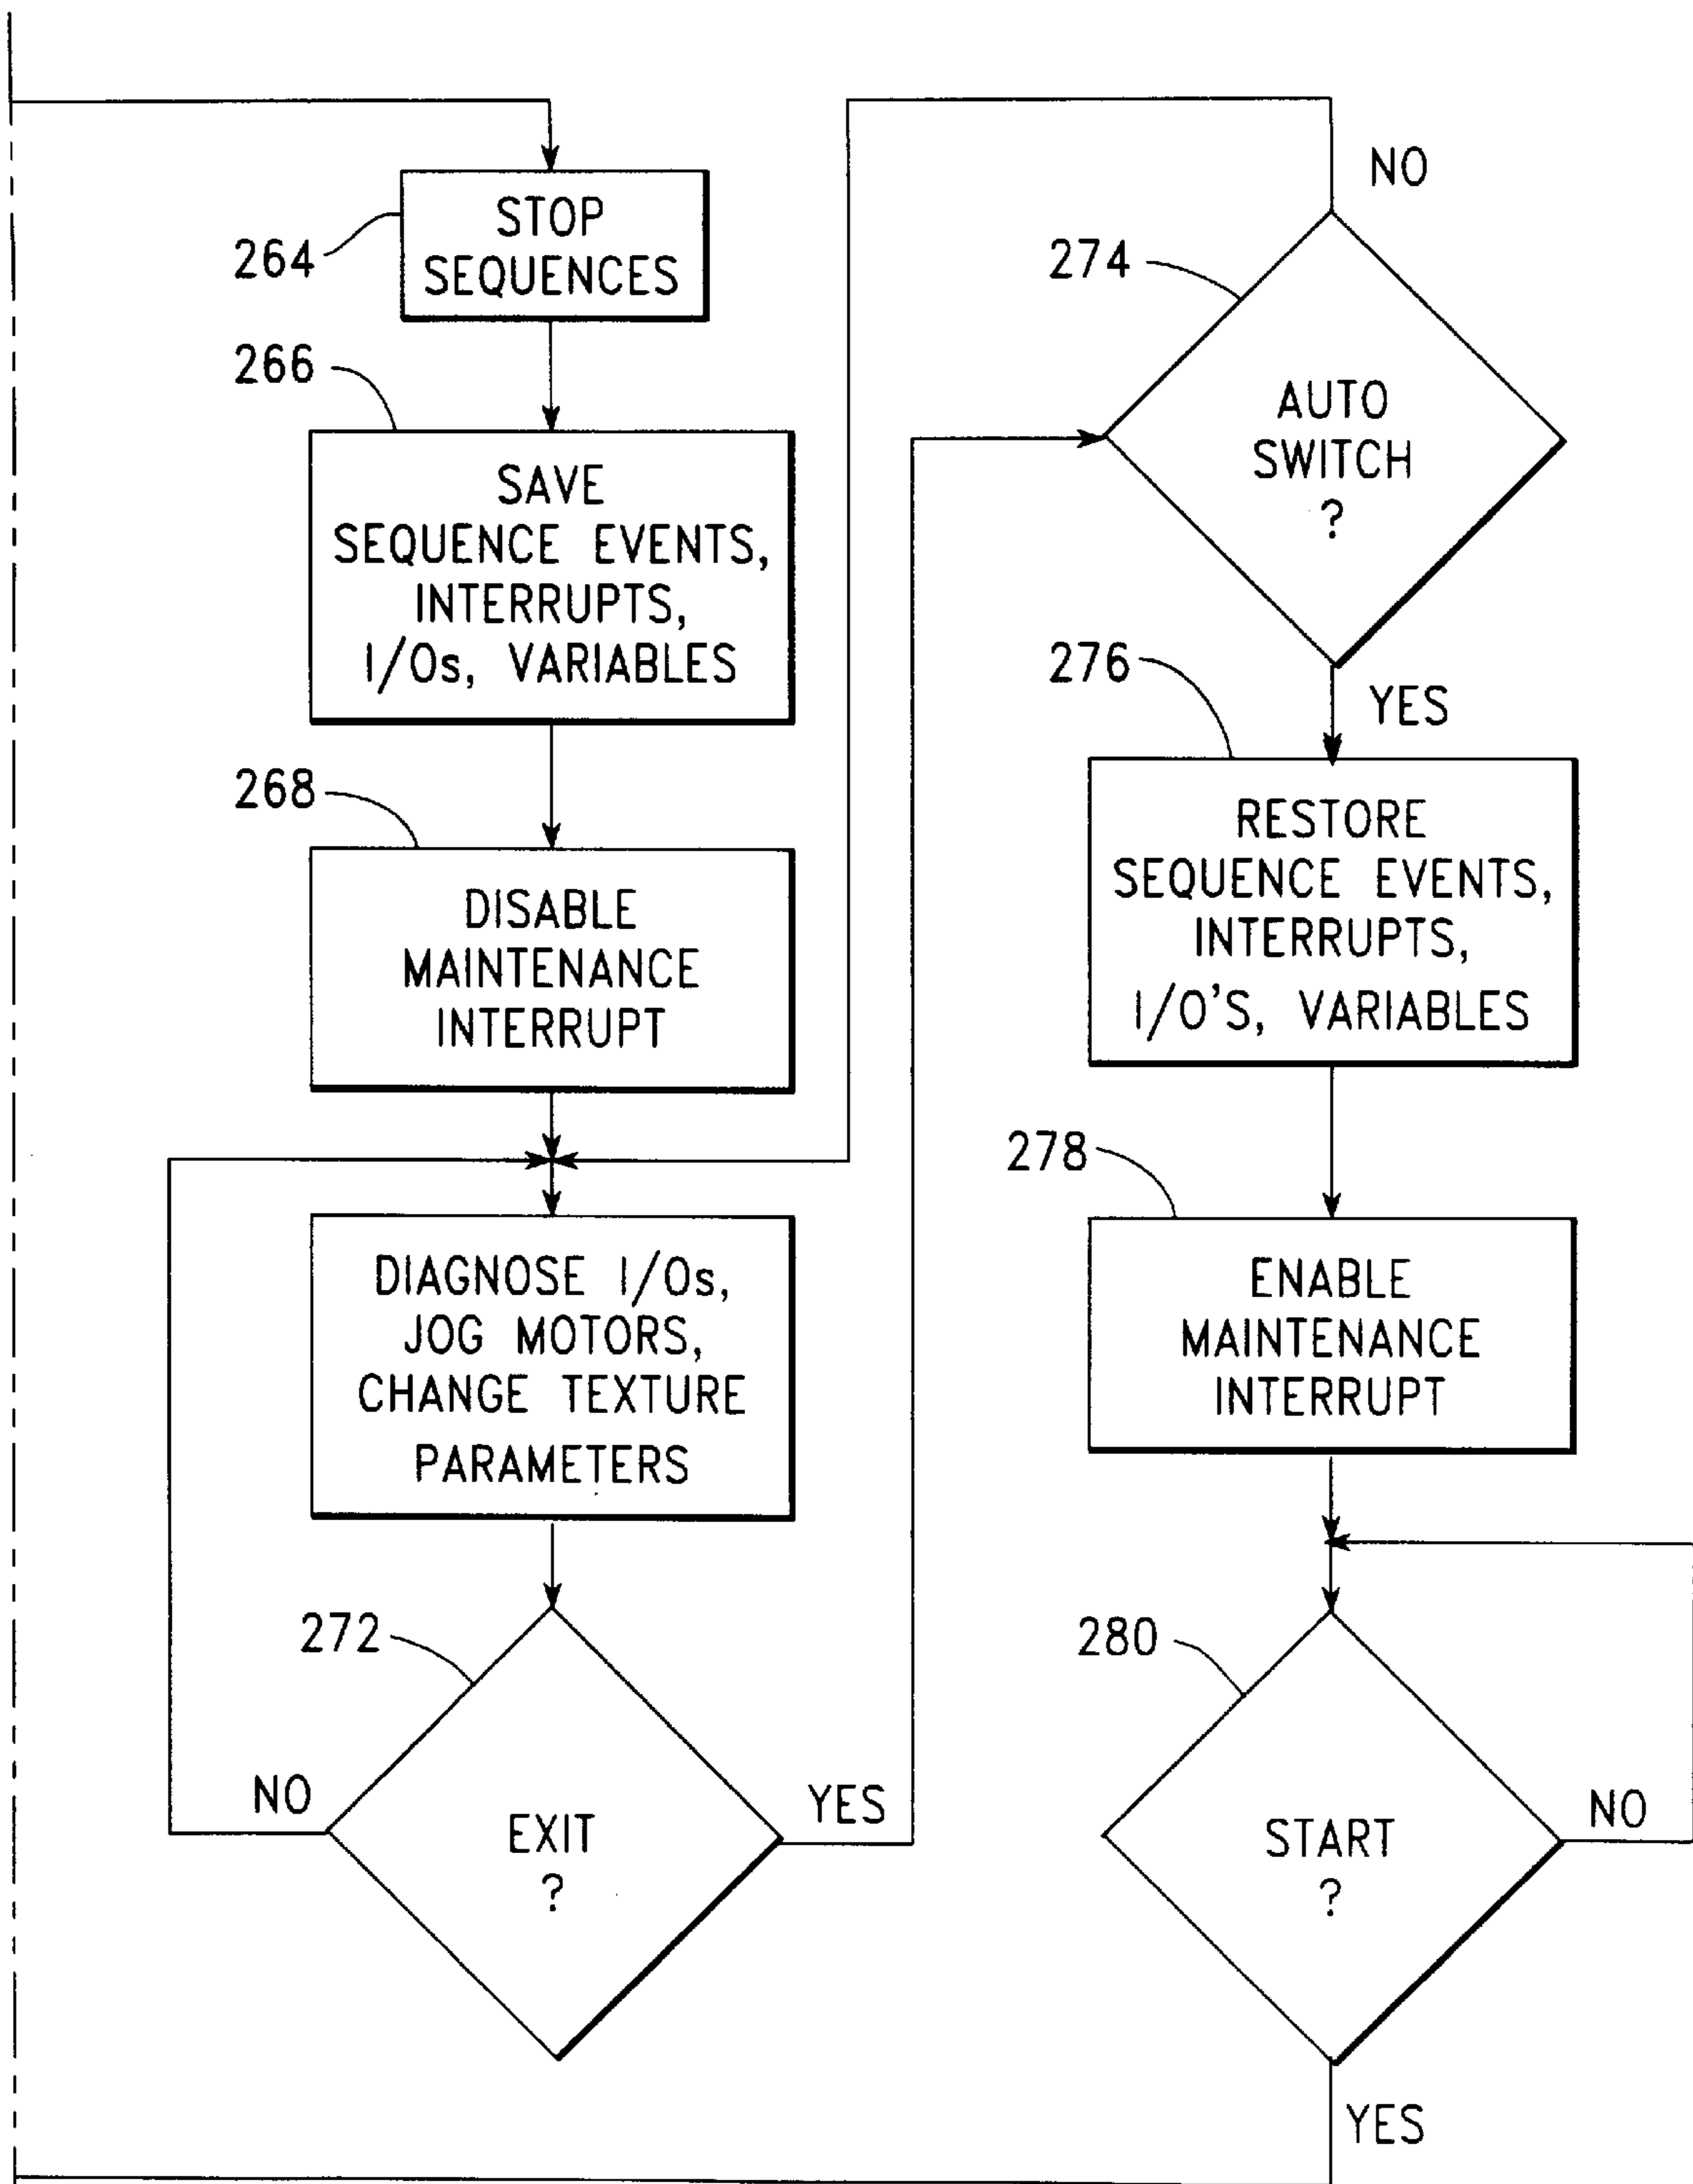 264
STOP
SEQUENCES
266
SAVE
SEQUENCE EVENTS,
INTERRUPTS,
I/Os, VARIABLES
268
DISABLE
MAINTENANCE
INTERRUPT
DIAGNOSE I/Os,
JOG MOTORS,
CHANGE TEXTURE
PARAMETERS
272
EXIT
?
NO
YES
274
AUTO
SWITCH
?
NO
YES
276
RESTORE
SEQUENCE EVENTS,
INTERRUPTS,
I/O'S, VARIABLES
278
ENABLE
MAINTENANCE
INTERRUPT
280
START
?
NO
YES